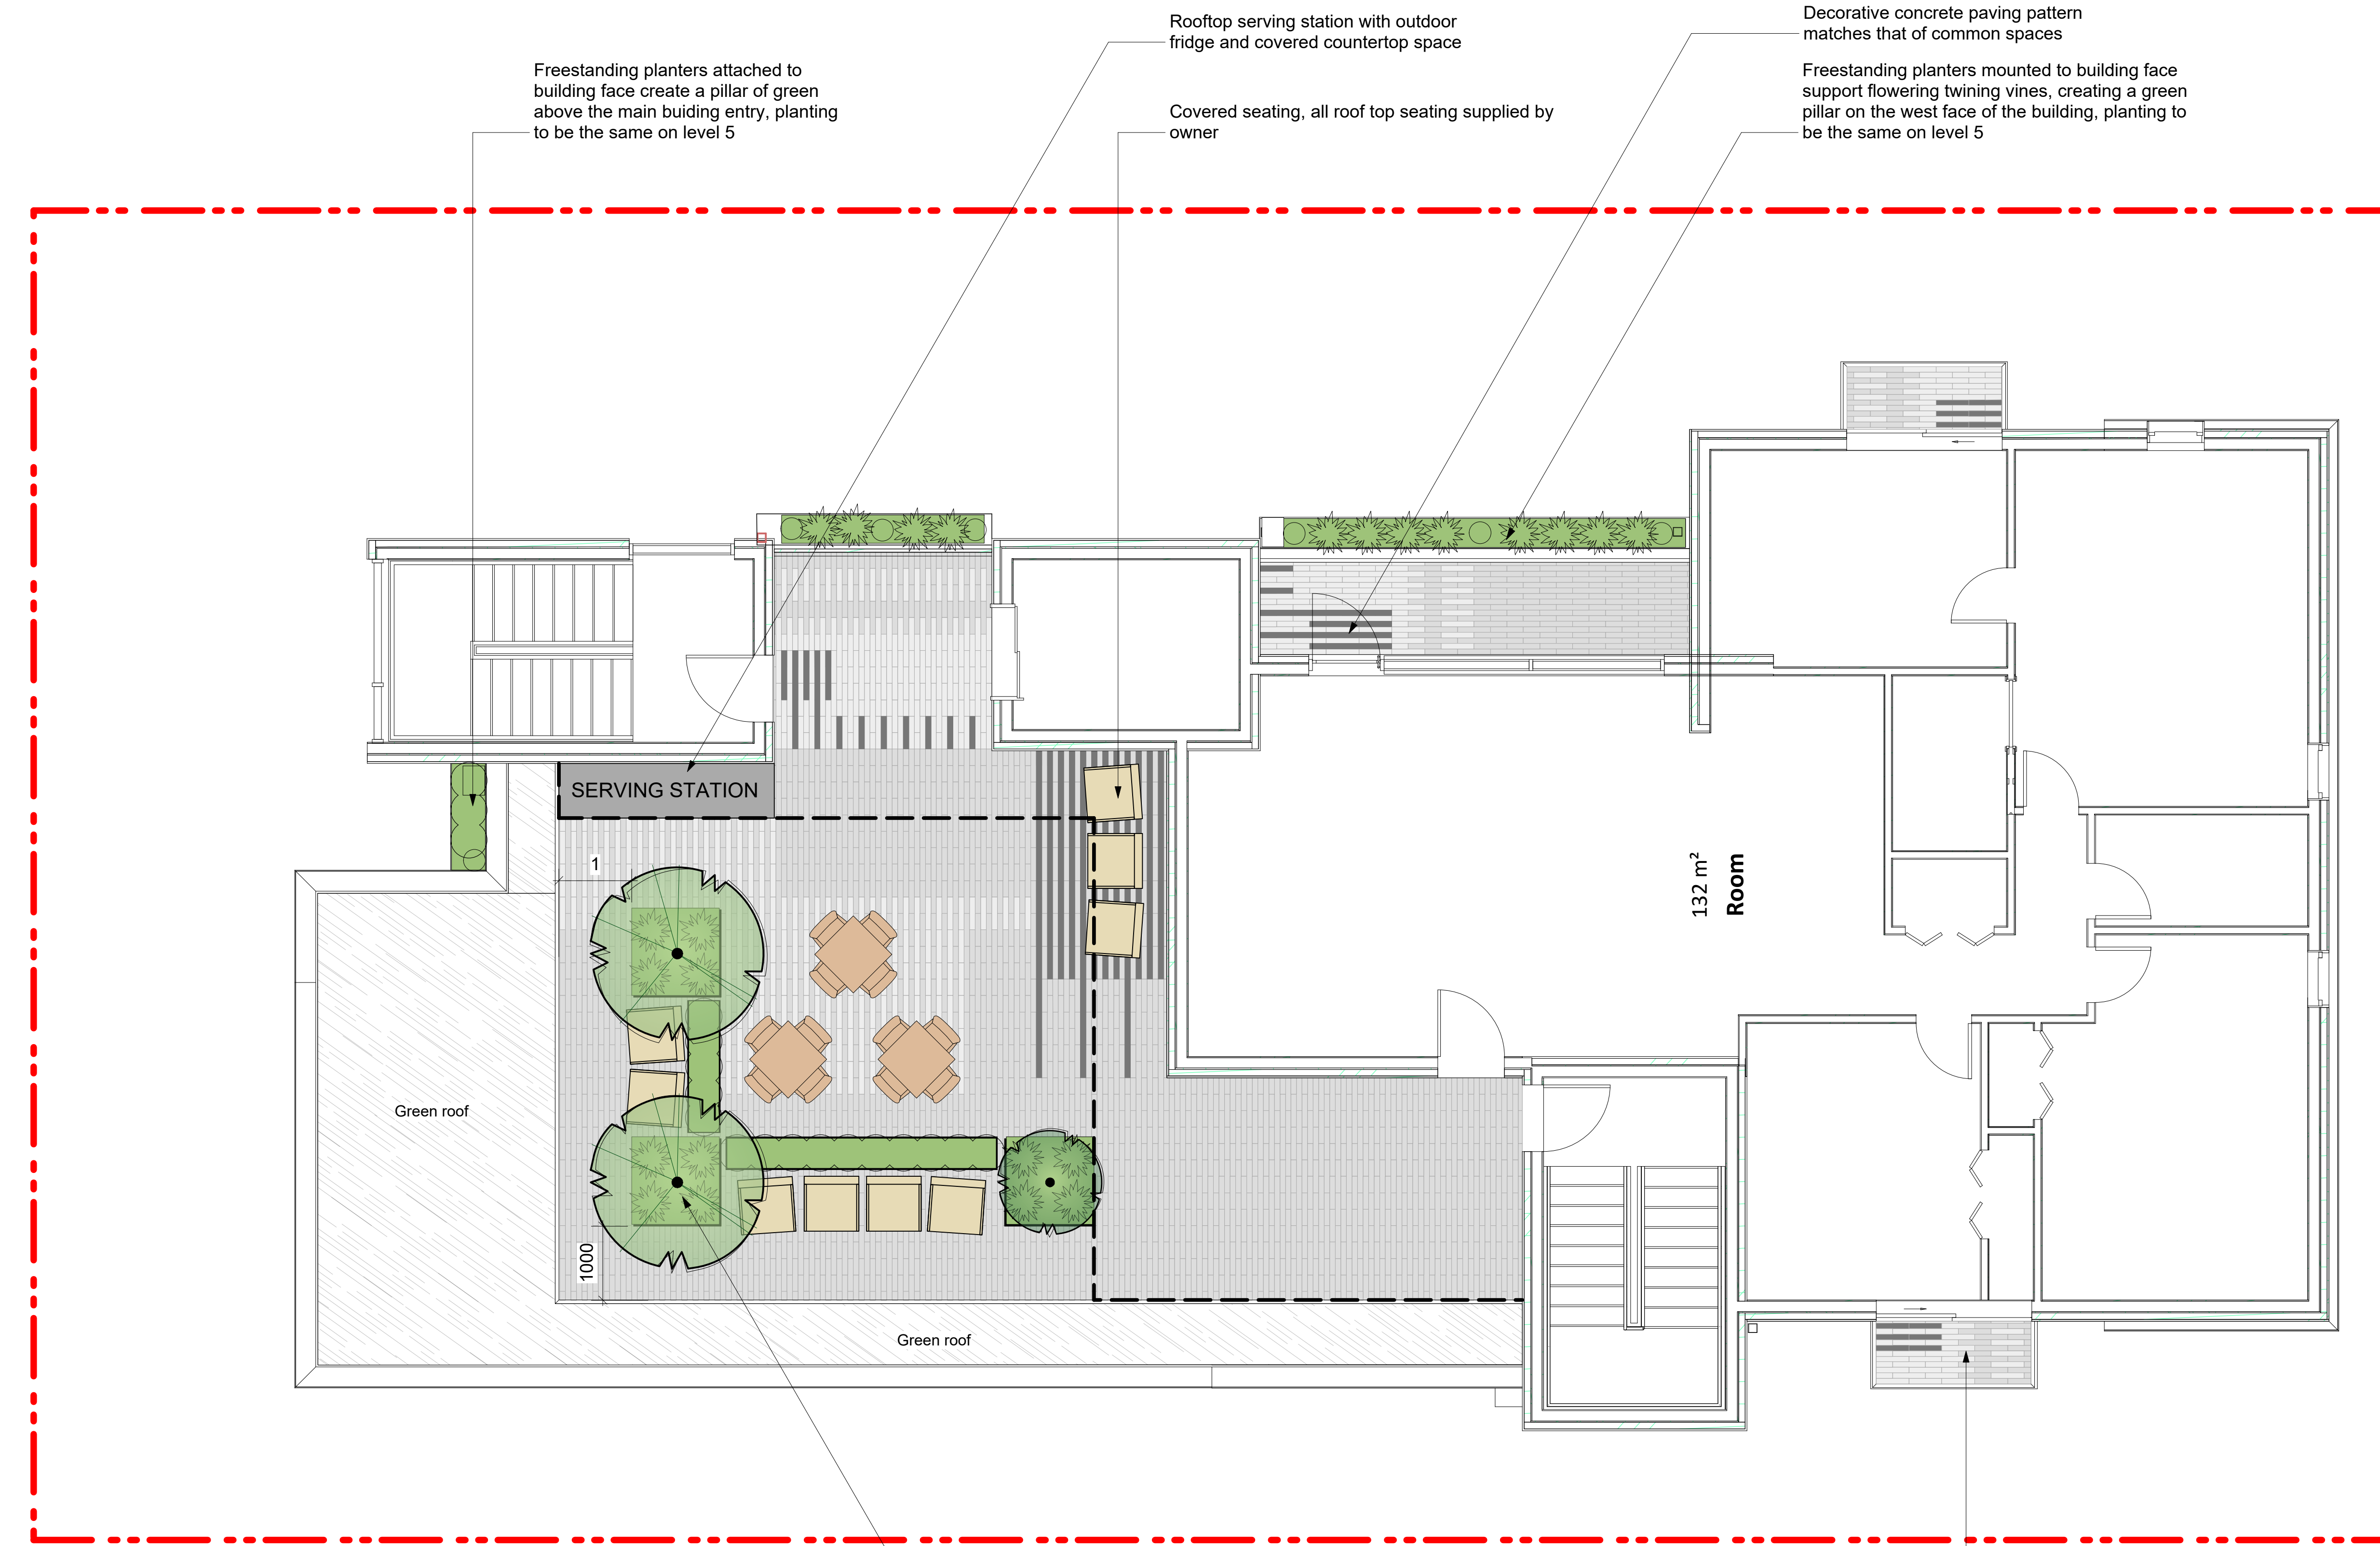 Rooftop serving station with outdoor
fridge and covered countertop space
Decorative concrete paving pattern
matches that of common spaces
Freestanding planters attached to
building face create a pillar of green
above the main buiding entry, planting
to be the same on level 5
Covered seating, all roof top seating supplied by
owner
Freestanding planters mounted to building face
support flowering twining vines, creating a green
pillar on the west face of the building, planting to
be the same on level 5
SERVING STATION
1
132 m²
Room
Green roof
1000
Green roof